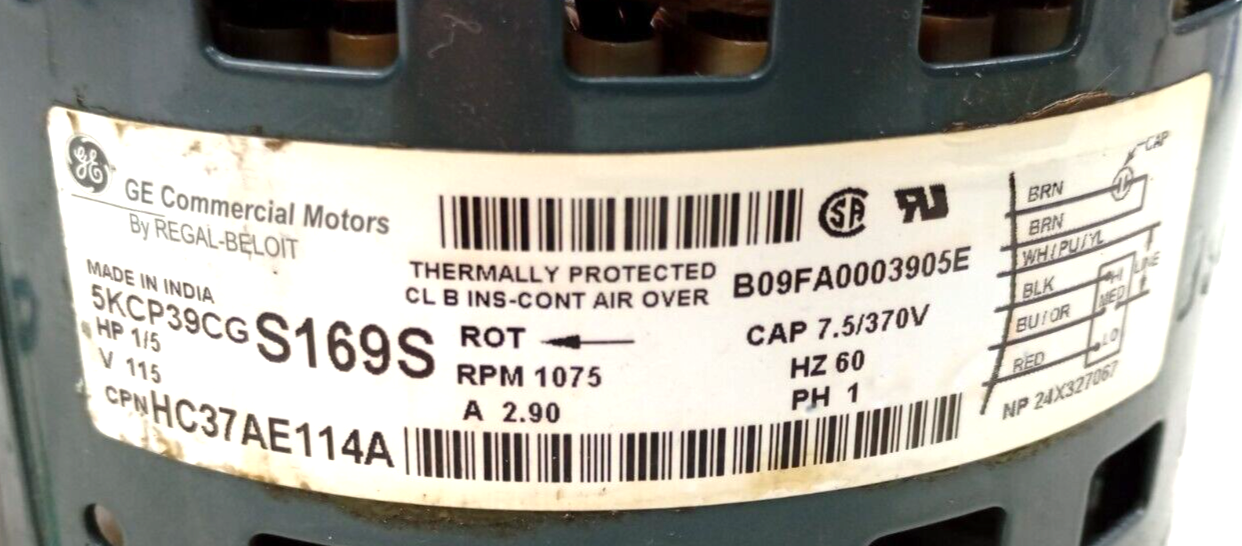 GE
GE Commercial Motors
By REGAL-BELOIT
MADE IN INDIA
5KCP39CGS169S
HP 1/5
V 115
CPN HC37AE114A
THERMALLY PROTECTED
CL B INS-CONT AIR OVER
ROT
RPM 1075
A 2.90
SA
B09FA0003905E
CAP 7.5/370V
HZ 60
PH 1
CAP
BRN
BRN
WH/PU/YL
BLK
BU/OR
RED
HI
MED
LO
LINE
NP 24X327067